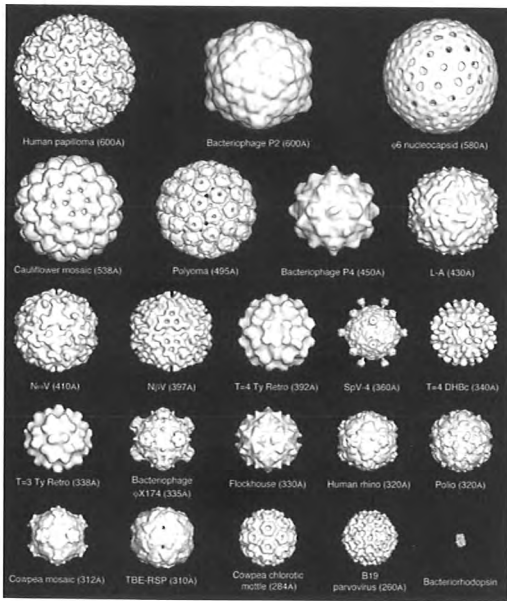 Human papilloma (600A)
Bacteriophage P2 (600A)
φ6 nucleocapsid (580A)
Cauliflower mosaic (538A)
Polyoma (495A)
Bacteriophage P4 (450A)
L-A (430A)
NωV (410A)
NβV (397A)
T=4 Ty Retro (392A)
SpV-4 (360A)
T=4 DHBc (340A)
T=3 Ty Retro (338A)
Bacteriophage
φX174 (335A)
Flockhouse (330A)
Human rhino (320A)
Polio (320A)
Cowpea mosaic (312A)
TBE-RSP (310A)
Cowpea chlorotic
mottle (284A)
B19
parvovirus (260A)
Bacteriorhodopsin